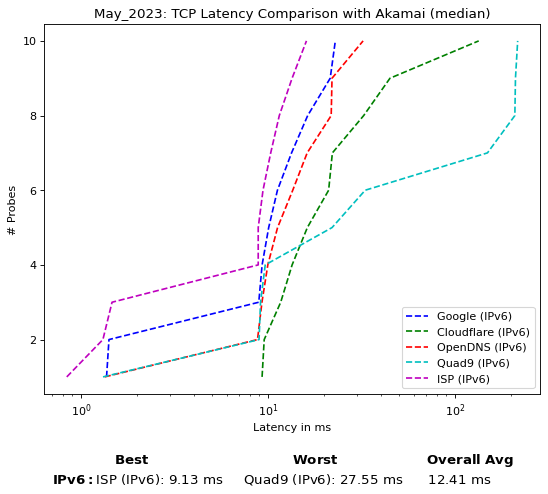 May_2023: TCP Latency Comparison with Akamai (median)
10
8
6
4
2
# Probes
Google (IPv6)
Cloudflare (IPv6)
OpenDNS (IPv6)
Quad9 (IPv6)
ISP (IPv6)
10⁰ 10¹ 10²
Latency in ms
Best Worst Overall Avg
IPv6: ISP (IPv6): 9.13 ms Quad9 (IPv6): 27.55 ms 12.41 ms